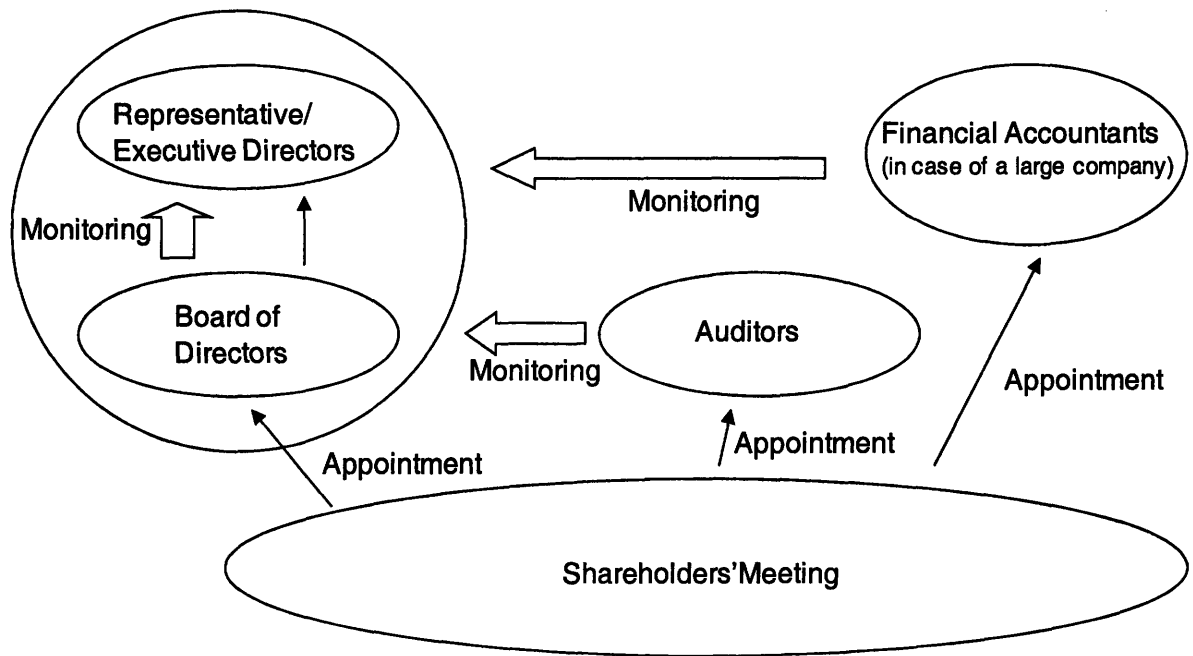 Representative/
Executive Directors
Financial Accountants
(in case of a large company)
Monitoring
Monitoring
Board of
Directors
Auditors
Monitoring
Appointment
Appointment
Appointment
Shareholders'Meeting